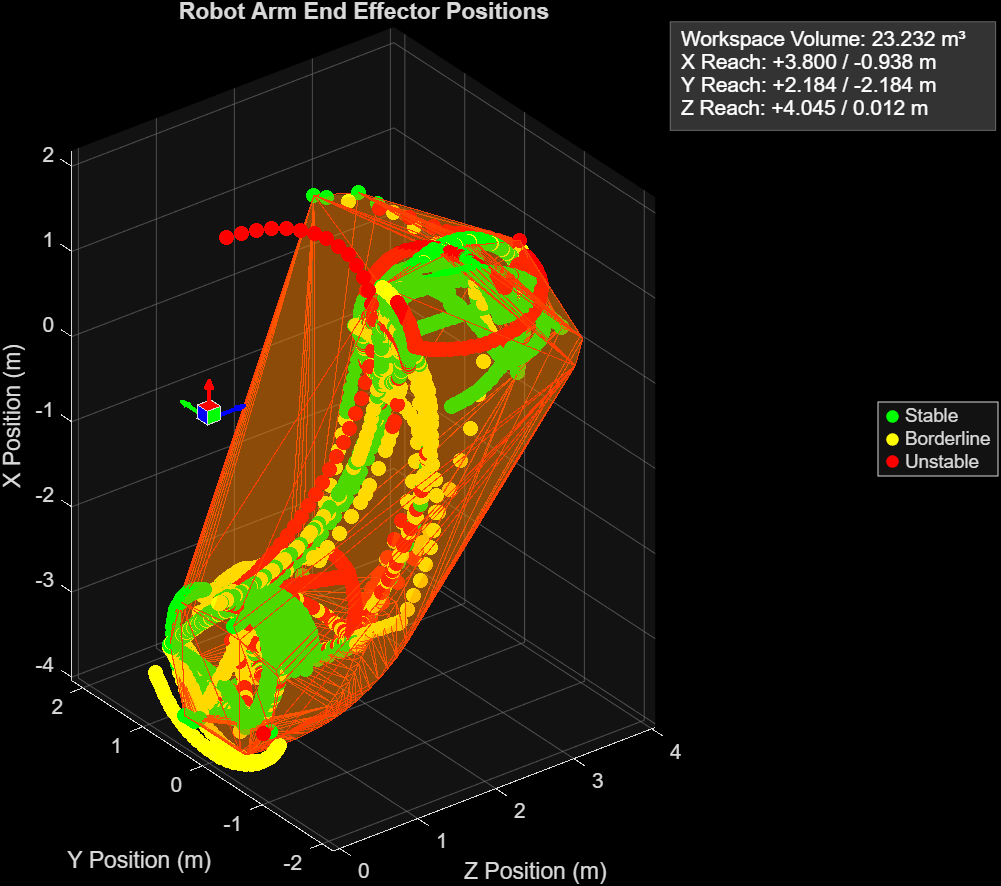 Robot Arm End Effector Positions
Workspace Volume: 23.232 m³
X Reach: +3.800 / -0.938 m
Y Reach: +2.184 / -2.184 m
Z Reach: +4.045 / 0.012 m
2
1
0
-1
-2
-3
-4
X Position (m)
2
1
0
-1
-2
Y Position (m)
0
1
2
3
4
Z Position (m)
Stable
Borderline
Unstable